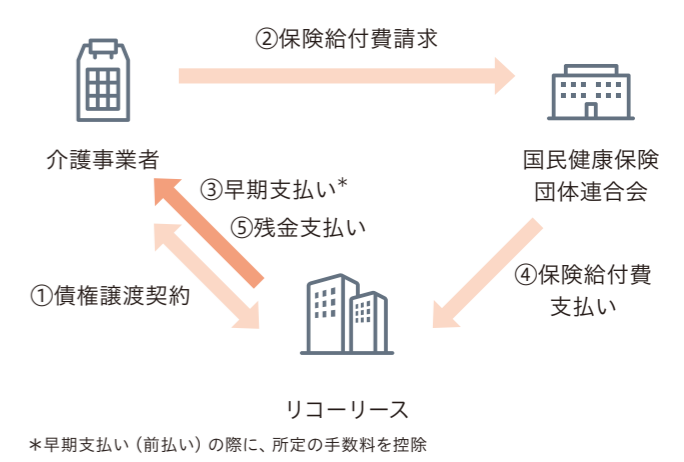 ②保険給付費請求
介護事業者
国民健康保険
団体連合会
③早期支払い*
⑤残金支払い
①債権譲渡契約
④保険給付費
支払い
リコーリース
*早期支払い（前払い）の際に、所定の手数料を控除